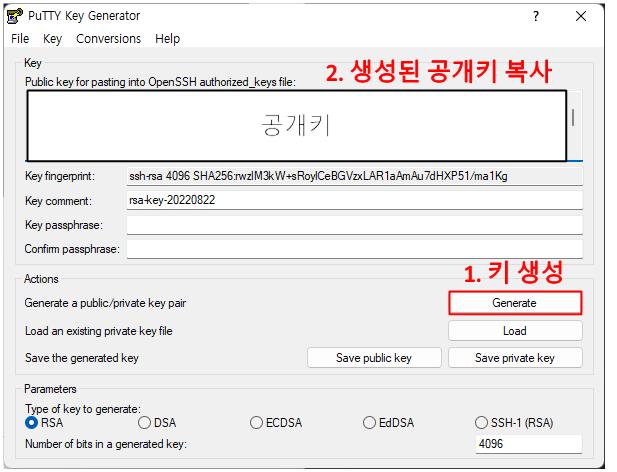 PuTTY Key Generator
File Key Conversions Help
Key
Public key for pasting into OpenSSH authorized_keys file:
2. 생성된 공개키 복사
공개키
Key fingerprint: ssh-rsa 4096 SHA256:rwzlM3kW+sRoylCeBGVzxLAR1aAmAu7dHXP51/ma1Kg
Key comment: rsa-key-20220822
Key passphrase:
Confirm passphrase:
1. 키 생성
Actions
Generate a public/private key pair Generate
Load an existing private key file Load
Save the generated key Save public key Save private key
Parameters
Type of key to generate:
RSA DSA ECDSA EdDSA SSH-1 (RSA)
Number of bits in a generated key: 4096